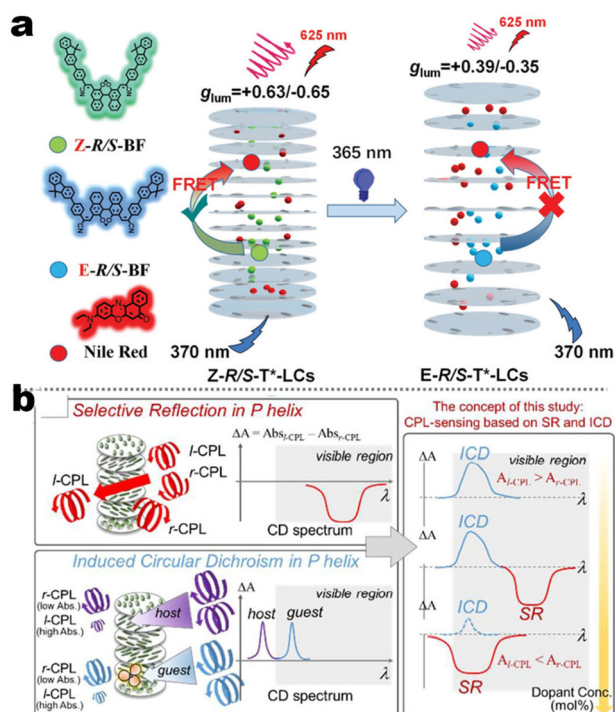 a
625 nm
g_lum=+0.63/-0.65
625 nm
g_lum=+0.39/-0.35
Z-R/S-BF
FRET
365 nm
FRET
E-R/S-BF
Nile Red
370 nm
370 nm
Z-R/S-T*-LCs
E-R/S-T*-LCs
b
Selective Reflection in P helix
l-CPL
l-CPL
r-CPL
r-CPL
ΔA = Abs_l-CPL – Abs_r-CPL
visible region
λ
CD spectrum
Induced Circular Dichroism in P helix
r-CPL
(low Abs.)
l-CPL
(high Abs.)
host
r-CPL
(low Abs.)
l-CPL
(high Abs.)
guest
ΔA
visible region
host
guest
λ
CD spectrum
The concept of this study:
CPL-sensing based on SR and ICD
ΔA
visible region
ICD
A_l-CPL > A_r-CPL
λ
ΔA
ICD
λ
SR
ΔA
ICD
λ
A_l-CPL < A_r-CPL
SR
Dopant Conc.
(mol%)